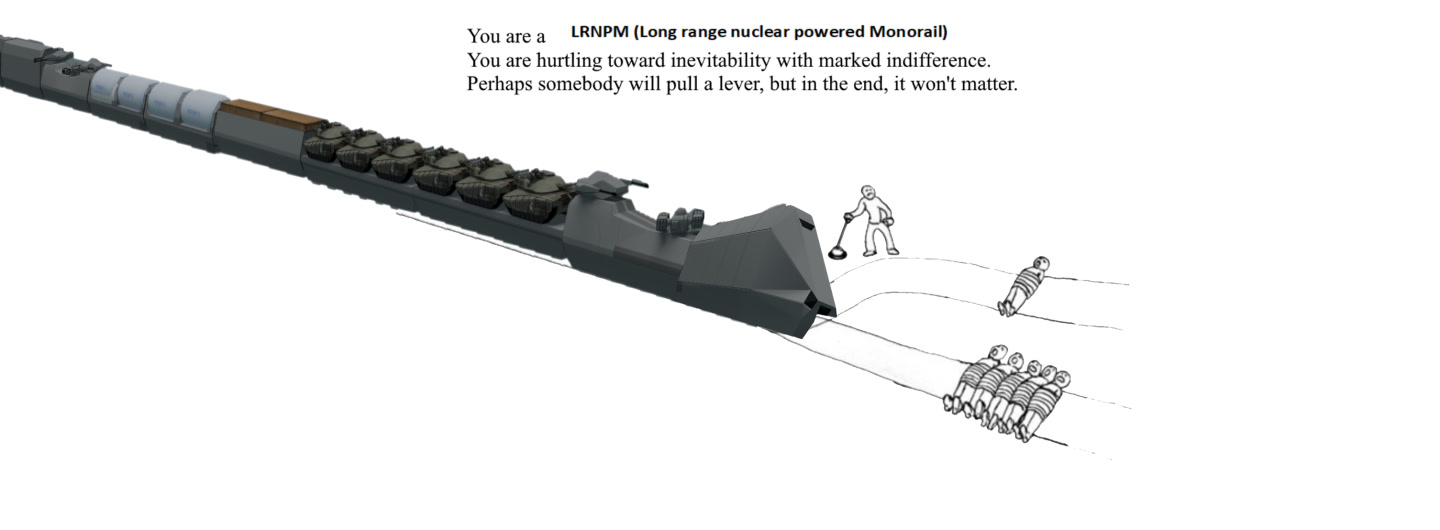 You are a LRNPM (Long range nuclear powered Monorail)
You are hurtling toward inevitability with marked indifference.
Perhaps somebody will pull a lever, but in the end, it won't matter.